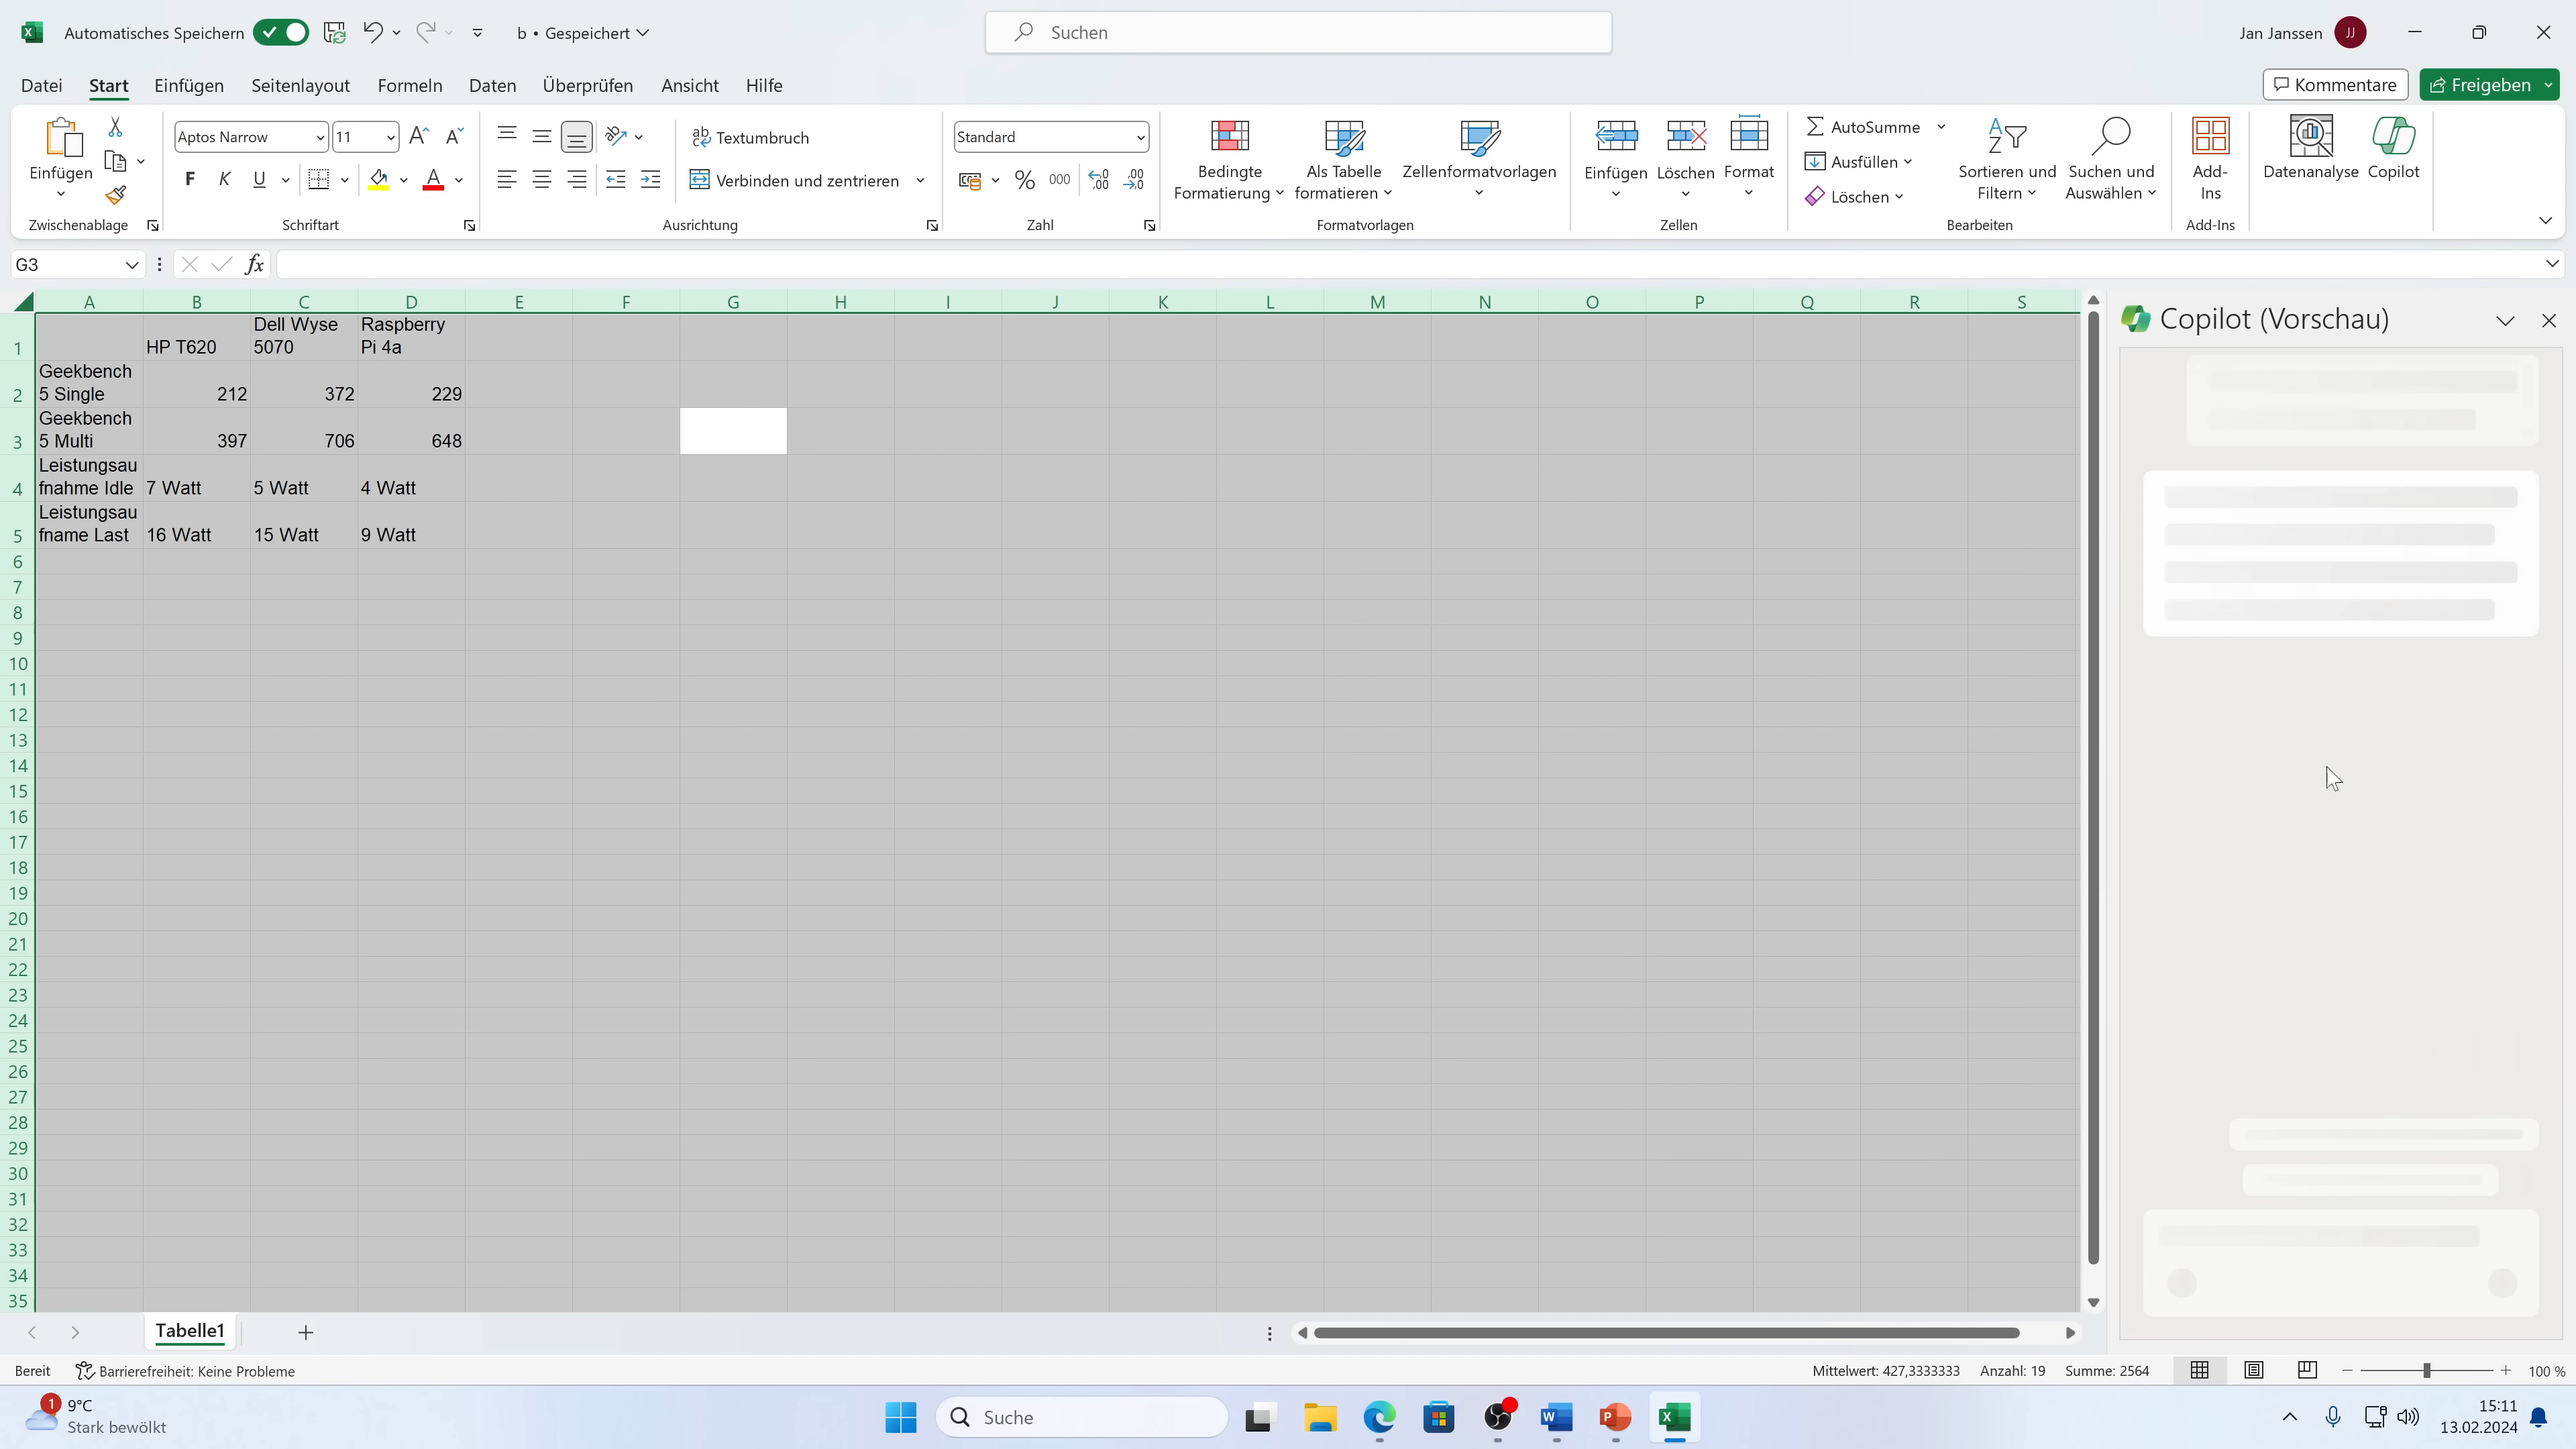 Automatisches Speichern
b • Gespeichert
Suchen
Jan Janssen
JJ
Datei Start Einfügen Seitenlayout Formeln Daten Überprüfen Ansicht Hilfe
Kommentare
Freigeben
Einfügen
Zwischenablage
Aptos Narrow
11
F K U
Schriftart
Textumbruch
Verbinden und zentrieren
Ausrichtung
Standard
% 000
Zahl
Bedingte
Formatierung
Als Tabelle
formatieren
Zellenformatvorlagen
Formatvorlagen
Einfügen Löschen Format
Zellen
AutoSumme
Ausfüllen
Löschen
Sortieren und
Filtern
Suchen und
Auswählen
Bearbeiten
Add-
Ins
Add-Ins
Datenanalyse
Copilot
G3
fx
A B C D E F G H I J K L M N O P Q R S
1 HP T620 Dell Wyse 5070 Raspberry Pi 4a
2 Geekbench 5 Single 212 372 229
3 Geekbench 5 Multi 397 706 648
4 Leistungsaufnahme Idle 7 Watt 5 Watt 4 Watt
5 Leistungsaufname Last 16 Watt 15 Watt 9 Watt
6
7
8
9
10
11
12
13
14
15
16
17
18
19
20
21
22
23
24
25
26
27
28
29
30
31
32
33
34
35
Copilot (Vorschau)
Tabelle1
Bereit
Barrierefreiheit: Keine Probleme
Mittelwert: 427,3333333 Anzahl: 19 Summe: 2564
100 %
1
9°C
Stark bewölkt
Suche
15:11
13.02.2024